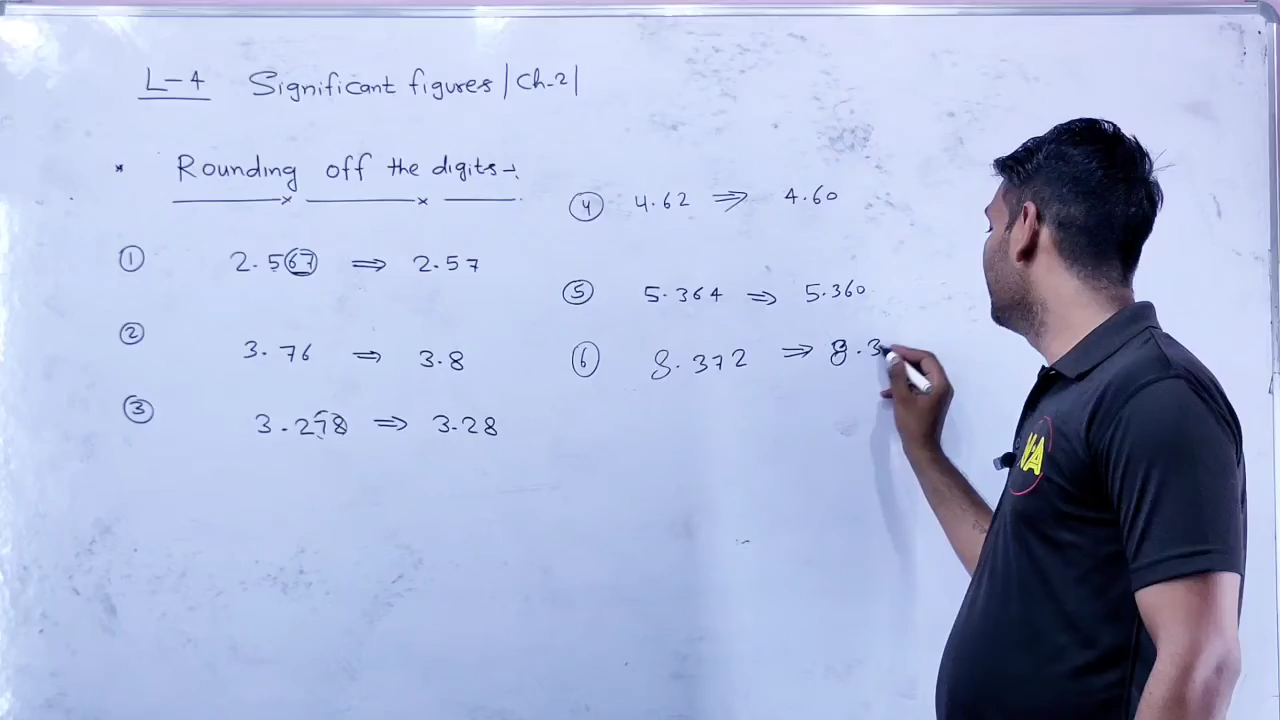 L-4 Significant figures | Ch-2 |
* Rounding off the digits →
① 2.567 ⇒ 2.57
② 3.76 ⇒ 3.8
③ 3.278 ⇒ 3.28
④ 4.62 ⇒ 4.60
⑤ 5.364 ⇒ 5.360
⑥ 8.372 ⇒ 8.3